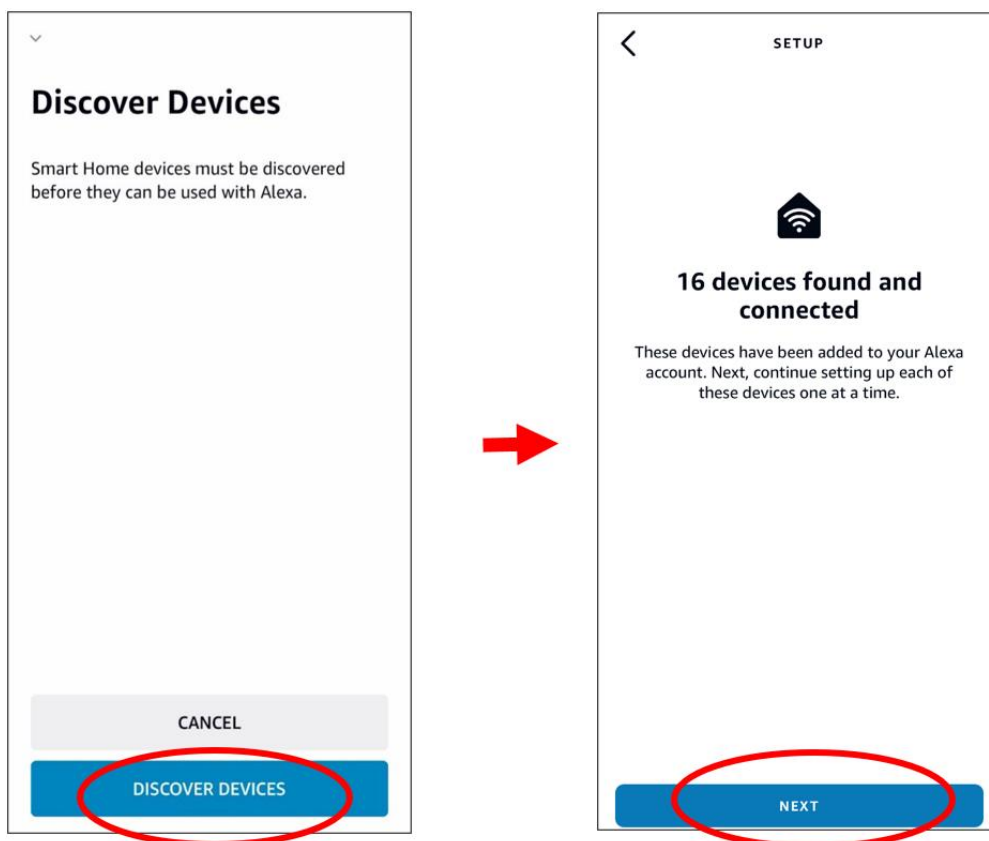 Discover Devices
Smart Home devices must be discovered
before they can be used with Alexa.
CANCEL
DISCOVER DEVICES
SETUP
16 devices found and
connected
These devices have been added to your Alexa
account. Next, continue setting up each of
these devices one at a time.
NEXT